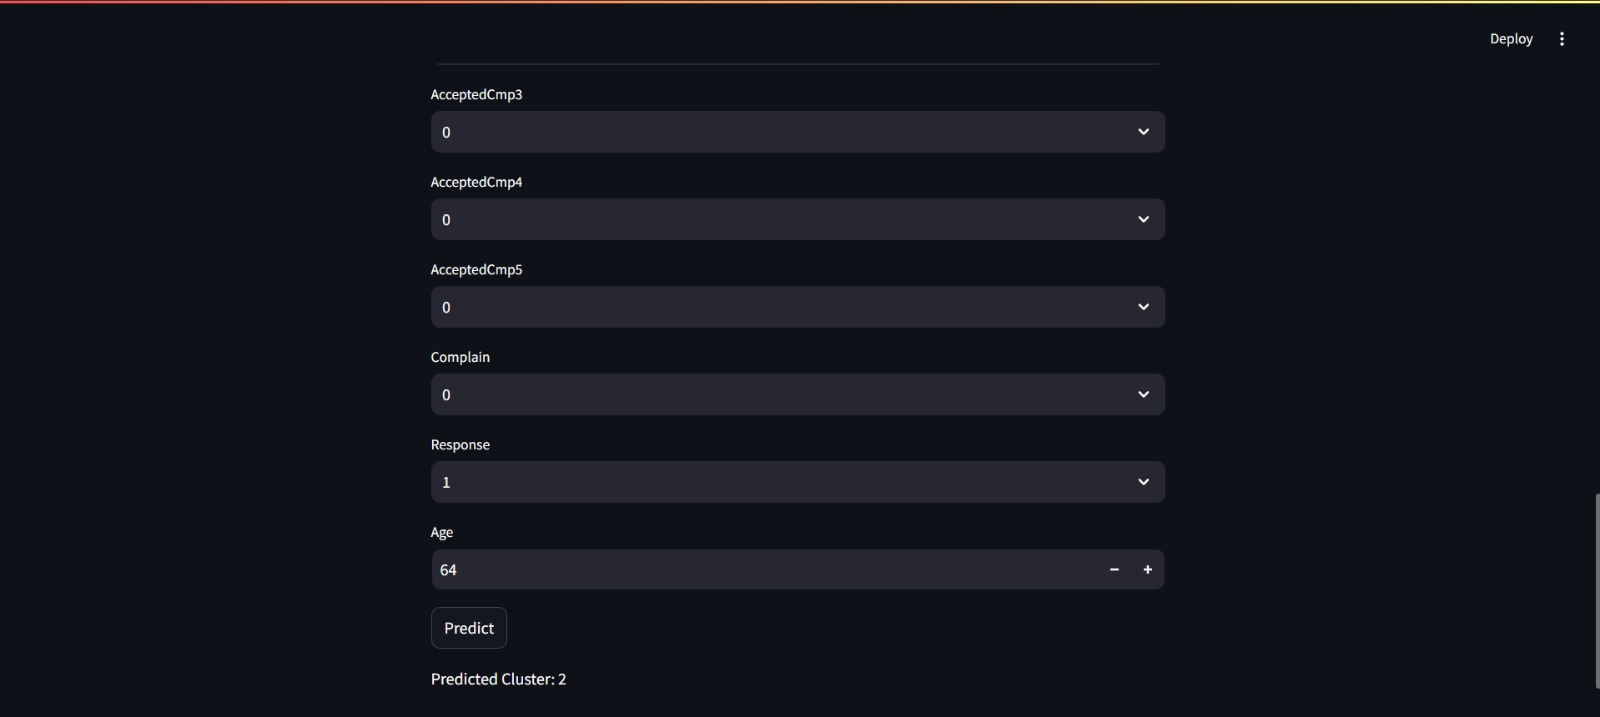 Deploy
AcceptedCmp3
0
AcceptedCmp4
0
AcceptedCmp5
0
Complain
0
Response
1
Age
64
Predict
Predicted Cluster: 2